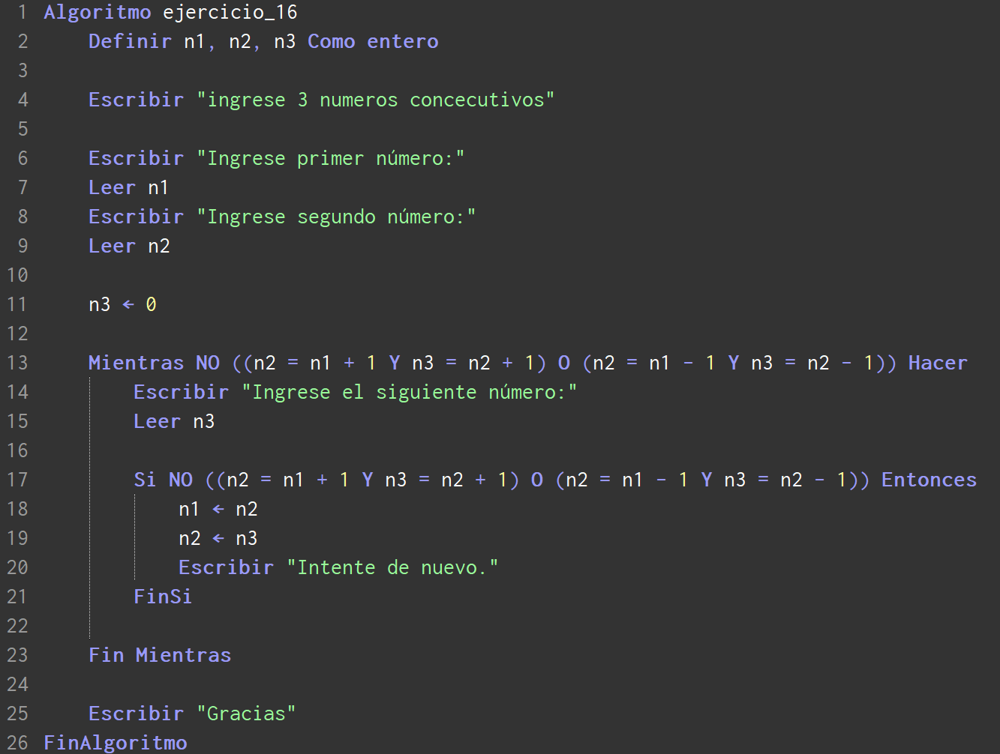 1 Algoritmo ejercicio_16
2 Definir n1, n2, n3 Como entero
3
4 Escribir "ingrese 3 numeros concecutivos"
5
6 Escribir "Ingrese primer número:"
7 Leer n1
8 Escribir "Ingrese segundo número:"
9 Leer n2
10
11 n3 ← 0
12
13 Mientras NO ((n2 = n1 + 1 Y n3 = n2 + 1) O (n2 = n1 - 1 Y n3 = n2 - 1)) Hacer
14 Escribir "Ingrese el siguiente número:"
15 Leer n3
16
17 Si NO ((n2 = n1 + 1 Y n3 = n2 + 1) O (n2 = n1 - 1 Y n3 = n2 - 1)) Entonces
18 n1 ← n2
19 n2 ← n3
20 Escribir "Intente de nuevo."
21 FinSi
22
23 Fin Mientras
24
25 Escribir "Gracias"
26 FinAlgoritmo